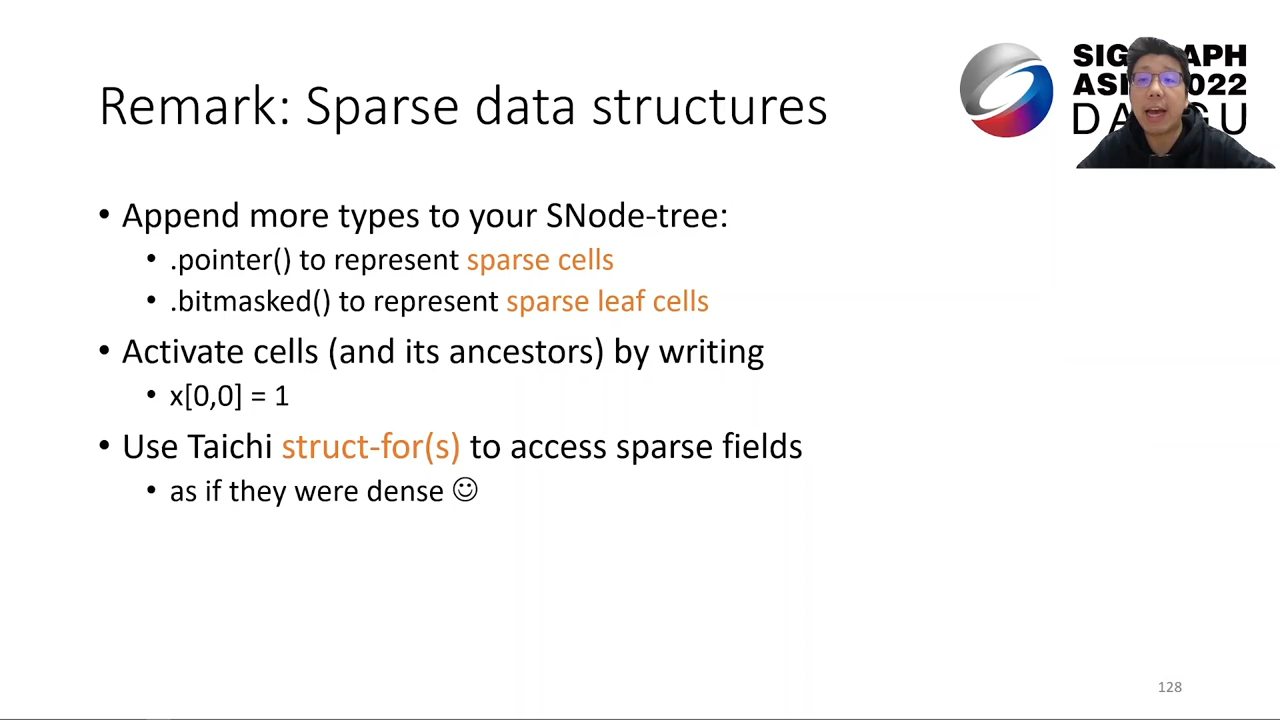 Remark: Sparse data structures
• Append more types to your SNode-tree:
• .pointer() to represent sparse cells
• .bitmasked() to represent sparse leaf cells
• Activate cells (and its ancestors) by writing
• x[0,0] = 1
• Use Taichi struct-for(s) to access sparse fields
• as if they were dense ☺
128